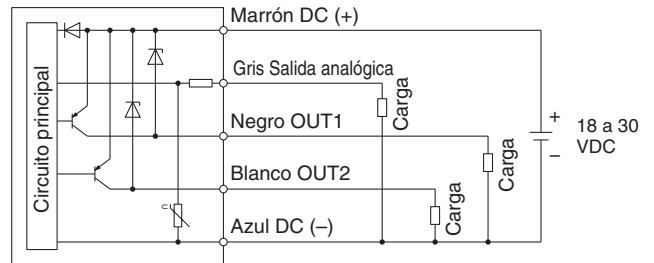 Marrón DC (+)
Gris Salida analógica
Negro OUT1
Blanco OUT2
Azul DC (–)
Circuito principal
Carga
Carga
Carga
+
–
18 a 30
VDC